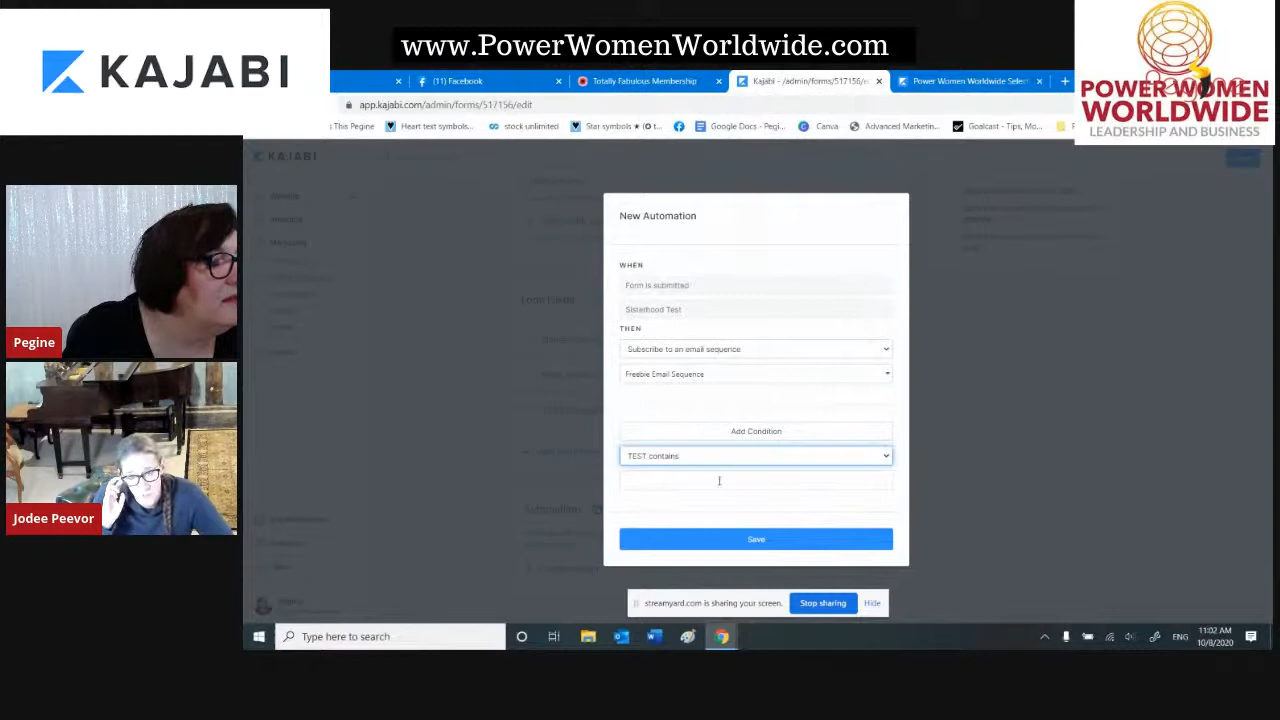 www.PowerWomenWorldwide.com
KAJABI
POWER WOMEN
WORLDWIDE
LEADERSHIP AND BUSINESS
(11) Facebook
Totally Fabulous Membership
Kajabi - /admin/forms/517156/e
Power Women Worldwide Selec
app.kajabi.com/admin/forms/517156/edit
This Pegine
Heart text symbols...
stock unlimited
Star symbols ★ (✪ t...
Google Docs - Pegi...
Canva
Advanced Marketin...
Goalcast - Tips, Mo...
KAJABI
New Automation
WHEN
Form is submitted
Sisterhood Test
THEN
Subscribe to an email sequence
Freebie Email Sequence
Add Condition
TEST contains
Save
Pegine
Jodee Peevor
streamyard.com is sharing your screen.
Stop sharing
Hide
Type here to search
ENG
11:02 AM
10/8/2020